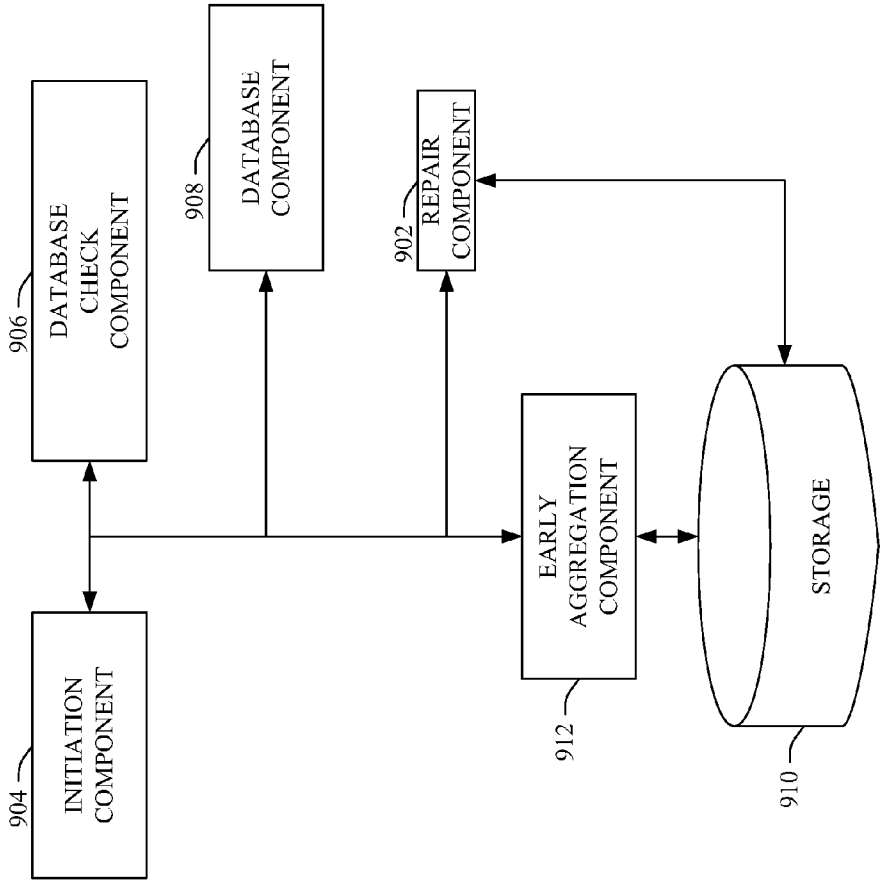 904
INITIATION
COMPONENT
906
DATABASE
CHECK
COMPONENT
908
DATABASE
COMPONENT
902
REPAIR
COMPONENT
912
EARLY
AGGREGATION
COMPONENT
910
STORAGE